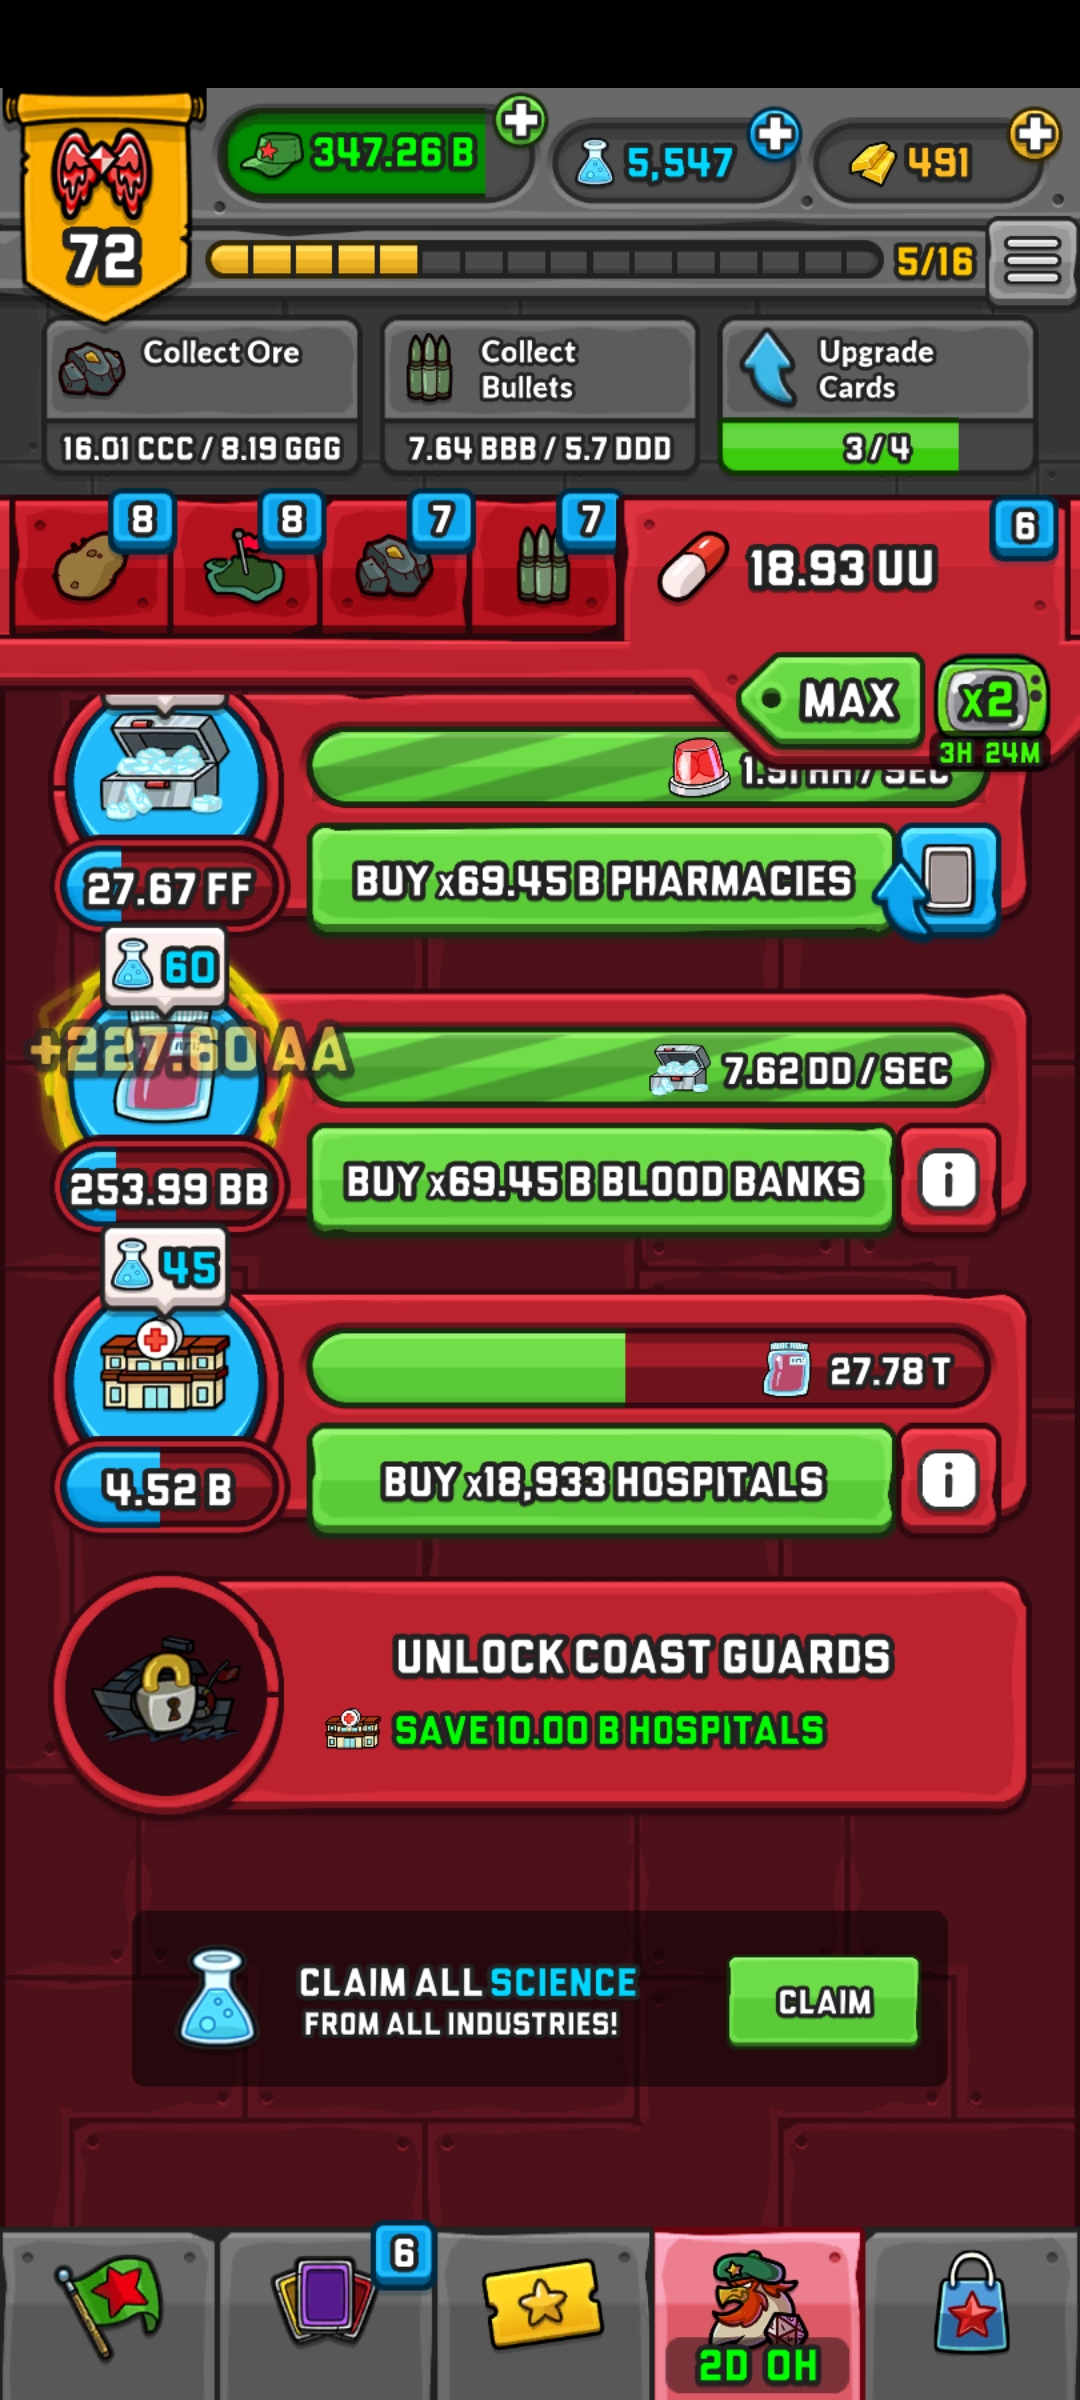 347.26 B
5,547
491
72
5/16
Collect Ore
16.01 CCC / 8.19 GGG
Collect
Bullets
7.64 BBB / 5.7 DDD
Upgrade
Cards
3/4
8
8
7
7
18.93 UU
6
MAX
x2
3H 24M
1.51 HH / SEC
27.67 FF
BUY x69.45 B PHARMACIES
60
+227.60 AA
7.62 DD / SEC
253.99 BB
BUY x69.45 B BLOOD BANKS
i
45
27.78 T
4.52 B
BUY x18,933 HOSPITALS
i
UNLOCK COAST GUARDS
SAVE 10.00 B HOSPITALS
CLAIM ALL SCIENCE
FROM ALL INDUSTRIES!
CLAIM
6
2D 0H